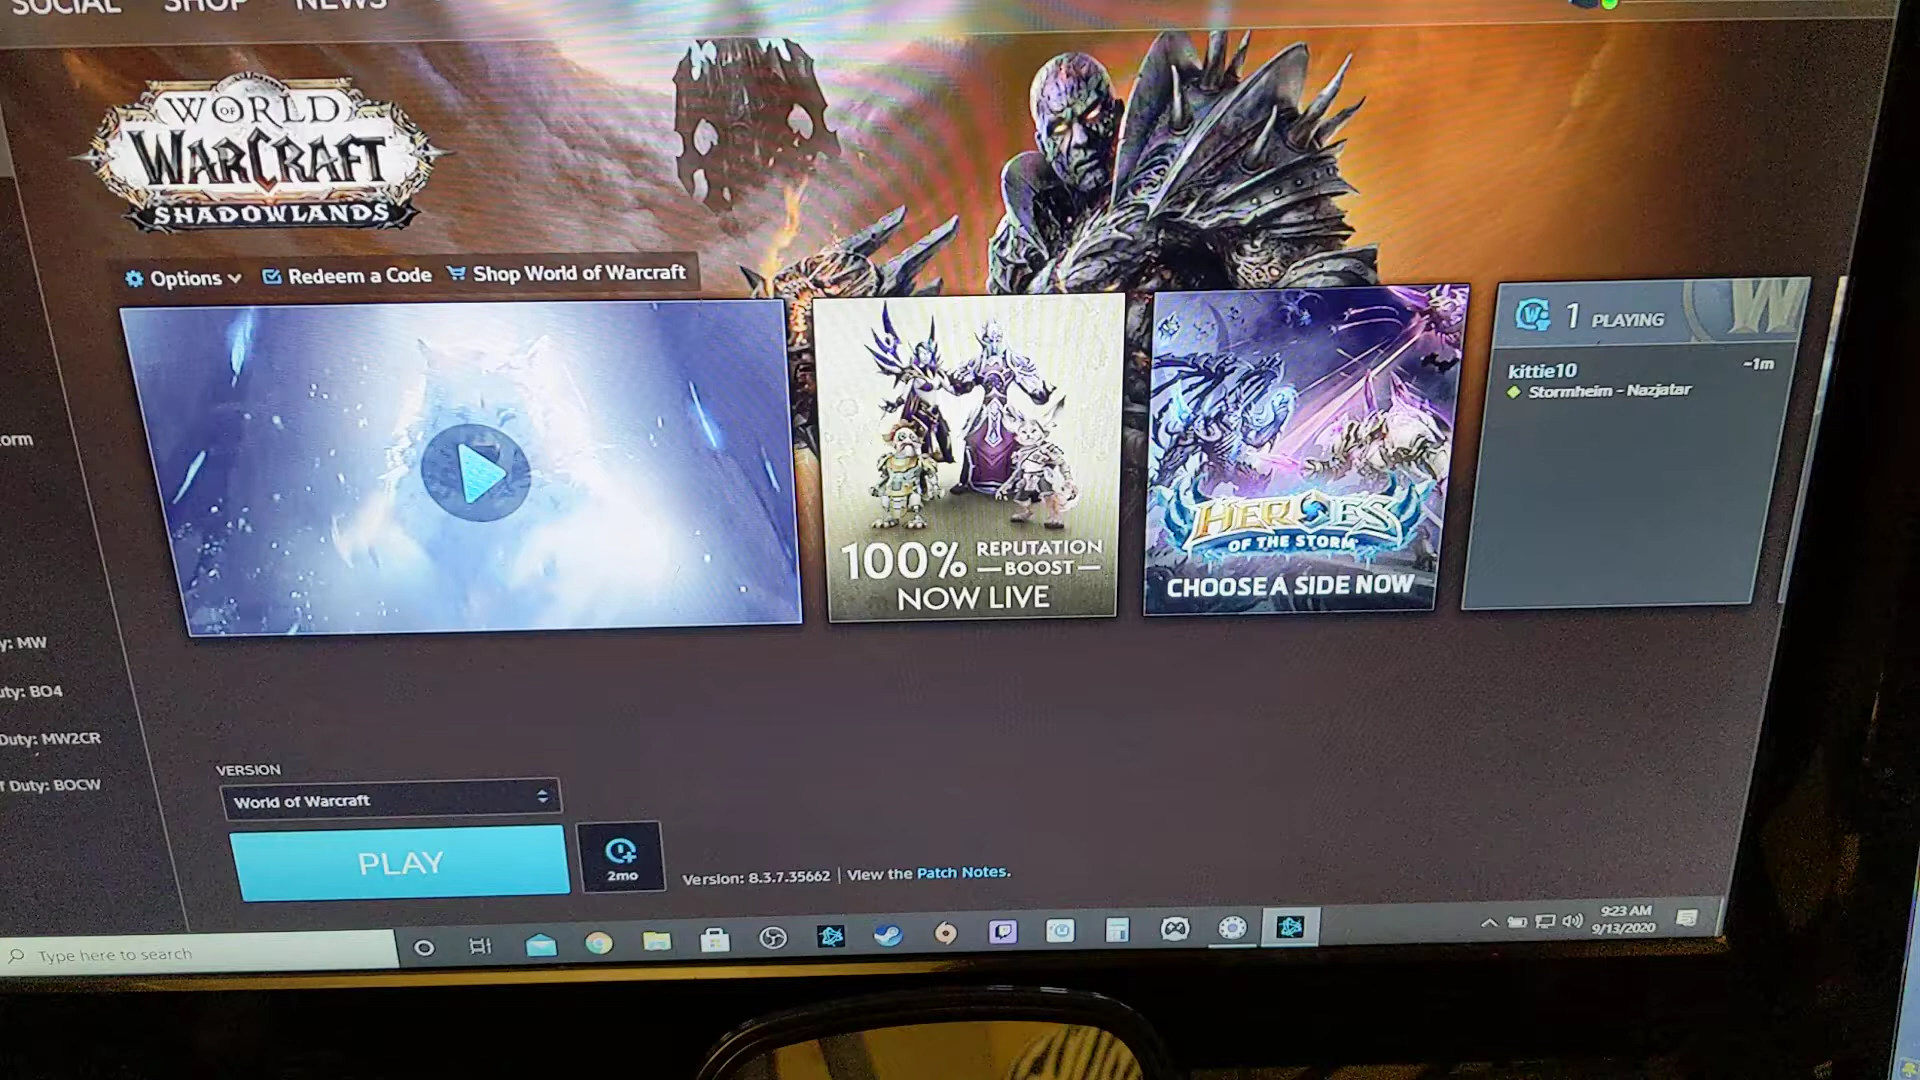 SOCIAL SHOP NEWS
WORLD OF
WARCRAFT
SHADOWLANDS
Options Redeem a Code Shop World of Warcraft
100% REPUTATION
BOOST
NOW LIVE
HEROES
OF THE STORM
CHOOSE A SIDE NOW
1 PLAYING
kittie10 ~1m
Stormheim - Nazjatar
orm
y: MW
uty: BO4
Duty: MW2CR
f Duty: BOCW
VERSION
World of Warcraft
PLAY
2mo
Version: 8.3.7.35662 | View the Patch Notes.
Type here to search
9:23 AM
9/13/2020